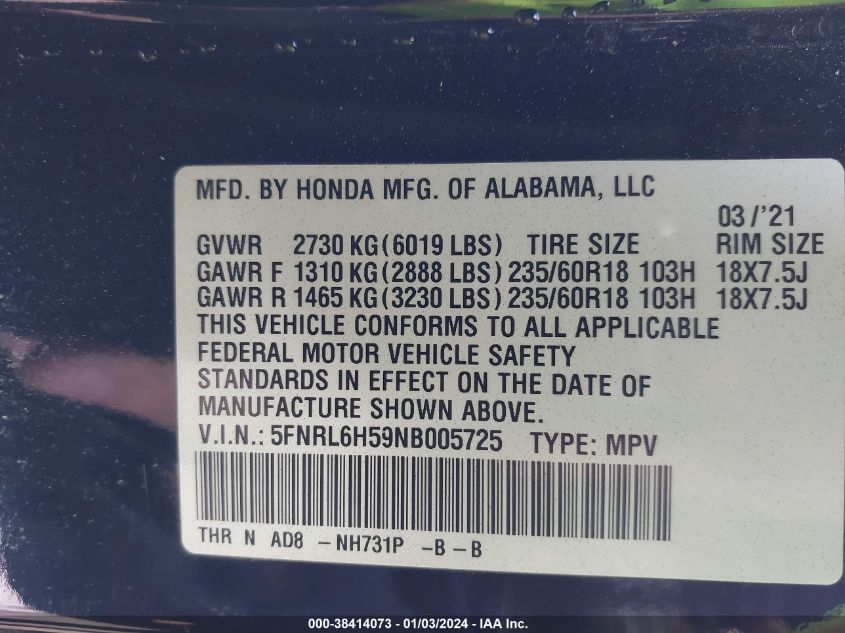 MFD. BY HONDA MFG. OF ALABAMA, LLC
03/'21
GVWR 2730 KG(6019 LBS) TIRE SIZE RIM SIZE
GAWR F 1310 KG(2888 LBS) 235/60R18 103H 18X7.5J
GAWR R 1465 KG(3230 LBS) 235/60R18 103H 18X7.5J
THIS VEHICLE CONFORMS TO ALL APPLICABLE
FEDERAL MOTOR VEHICLE SAFETY
STANDARDS IN EFFECT ON THE DATE OF
MANUFACTURE SHOWN ABOVE.
V.I.N.: 5FNRL6H59NB005725 TYPE: MPV
THR N AD8 -NH731P -B-B
000-38414073 - 01/03/2024 - IAA Inc.